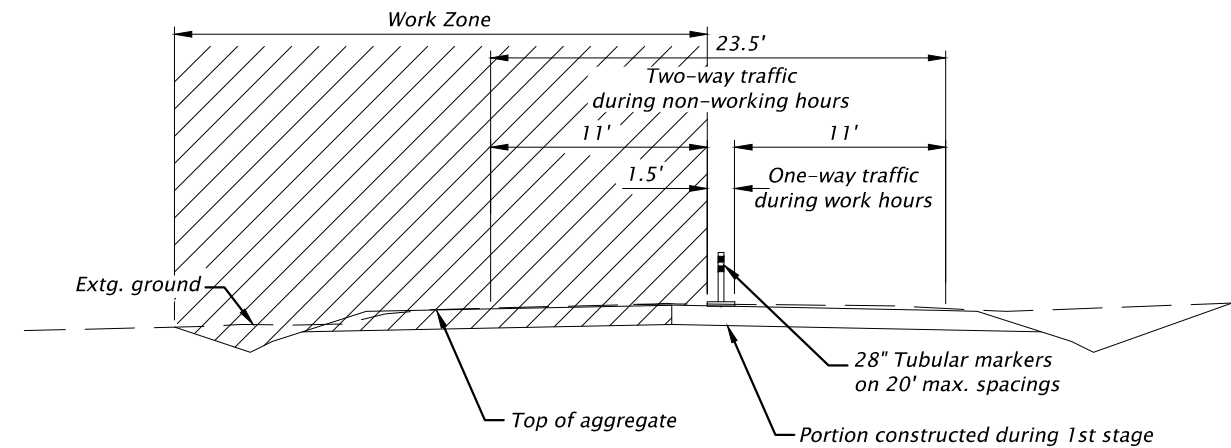 Work Zone
23.5'
Two-way traffic
during non-working hours
11'
11'
1.5'
One-way traffic
during work hours
Extg. ground
28" Tubular markers
on 20' max. spacings
Top of aggregate
Portion constructed during 1st stage